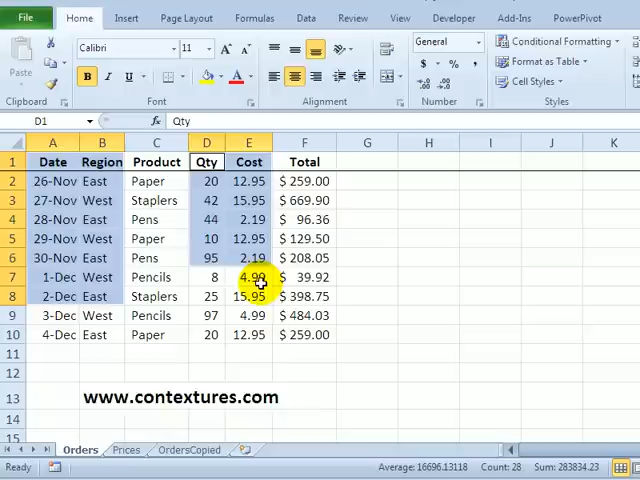 File Home Insert Page Layout Formulas Data Review View Developer Add-Ins PowerPivot
Calibri 11 General Conditional Formatting
Paste Format as Table
B I U A $ % , Cell Styles
Clipboard Font Alignment Number Styles
D1 fx Qty
A B C D E F G H I J K
1 Date Region Product Qty Cost Total
2 26-Nov East Paper 20 12.95 $ 259.00
3 27-Nov West Staplers 42 15.95 $ 669.90
4 28-Nov East Pens 44 2.19 $ 96.36
5 29-Nov West Paper 10 12.95 $ 129.50
6 30-Nov East Pens 95 2.19 $ 208.05
7 1-Dec West Pencils 8 4.99 $ 39.92
8 2-Dec East Staplers 25 15.95 $ 398.75
9 3-Dec West Pencils 97 4.99 $ 484.03
10 4-Dec East Paper 20 12.95 $ 259.00
11
12
13 www.contextures.com
14
15
Orders Prices OrdersCopied
Ready Average: 16696.13118 Count: 28 Sum: 283834.23